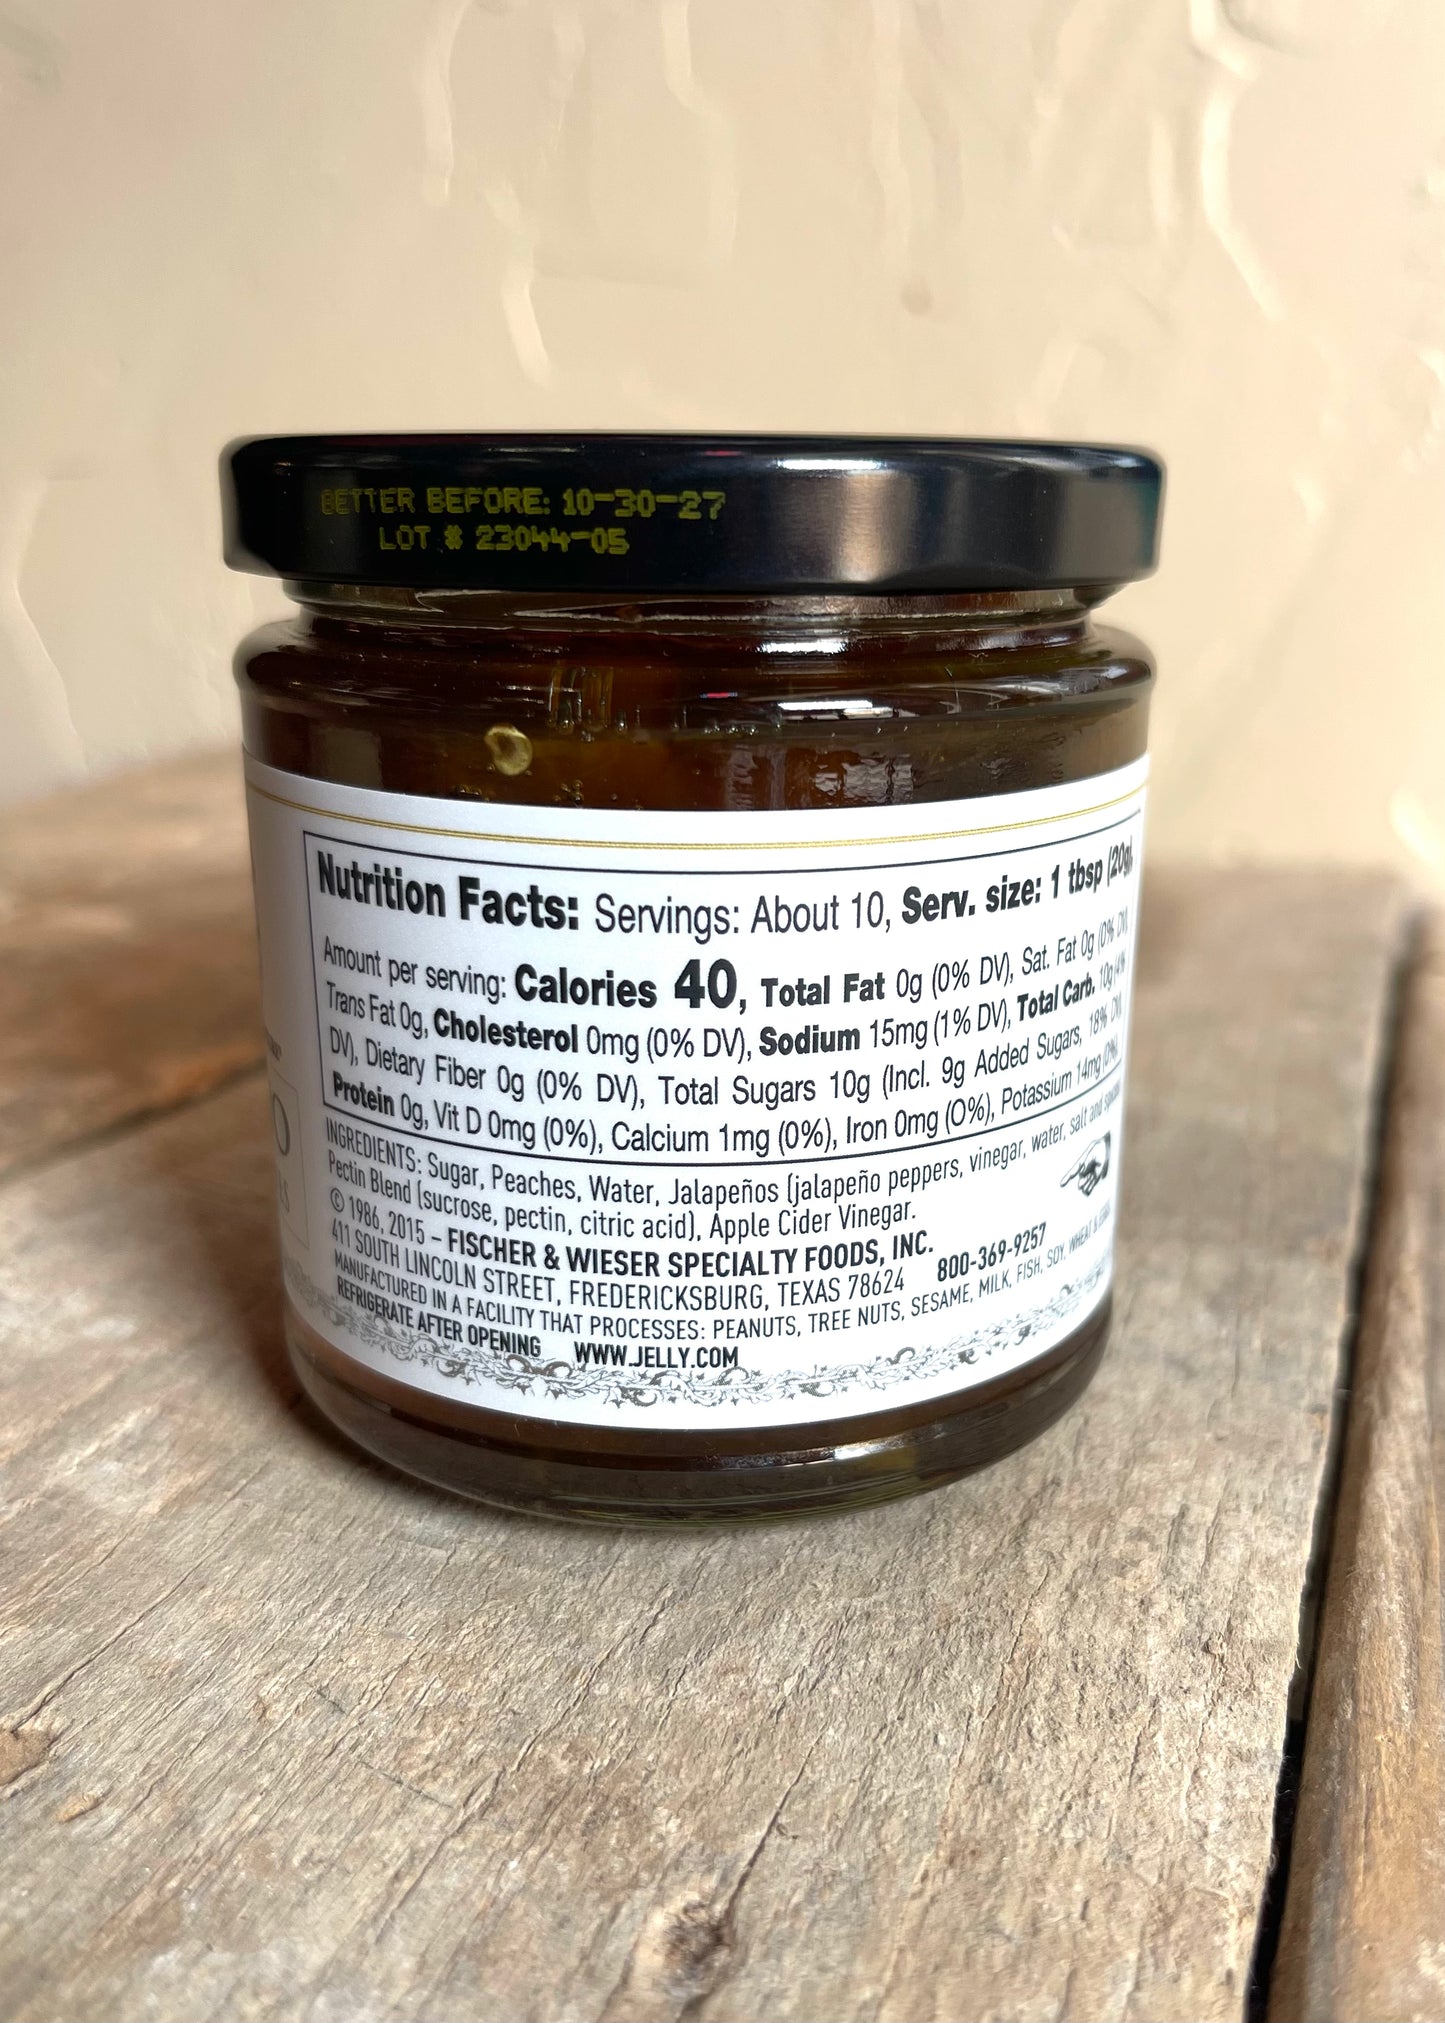 BETTER BEFORE: 10-30-27
LOT # 23044-05
Nutrition Facts: Servings: About 10, Serv. size: 1 tbsp (20g),
Amount per serving: Calories 40, Total Fat 0g (0% DV), Sat. Fat 0g (0% DV),
Trans Fat 0g, Cholesterol 0mg (0% DV), Sodium 15mg (1% DV), Total Carb. 10g (4%
DV), Dietary Fiber 0g (0% DV), Total Sugars 10g (Incl. 9g Added Sugars, 18% DV),
Protein 0g, Vit D 0mg (0%), Calcium 1mg (0%), Iron 0mg (0%), Potassium 14mg (0%).
INGREDIENTS: Sugar, Peaches, Water, Jalapeños (jalapeño peppers, vinegar, water, salt and
Pectin Blend (sucrose, pectin, citric acid), Apple Cider Vinegar.
© 1986, 2015 – FISCHER & WIESER SPECIALTY FOODS, INC.
411 SOUTH LINCOLN STREET, FREDERICKSBURG, TEXAS 78624 800-369-9257
MANUFACTURED IN A FACILITY THAT PROCESSES: PEANUTS, TREE NUTS, SESAME, MILK, FISH, SOY, WHEAT &
REFRIGERATE AFTER OPENING WWW.JELLY.COM